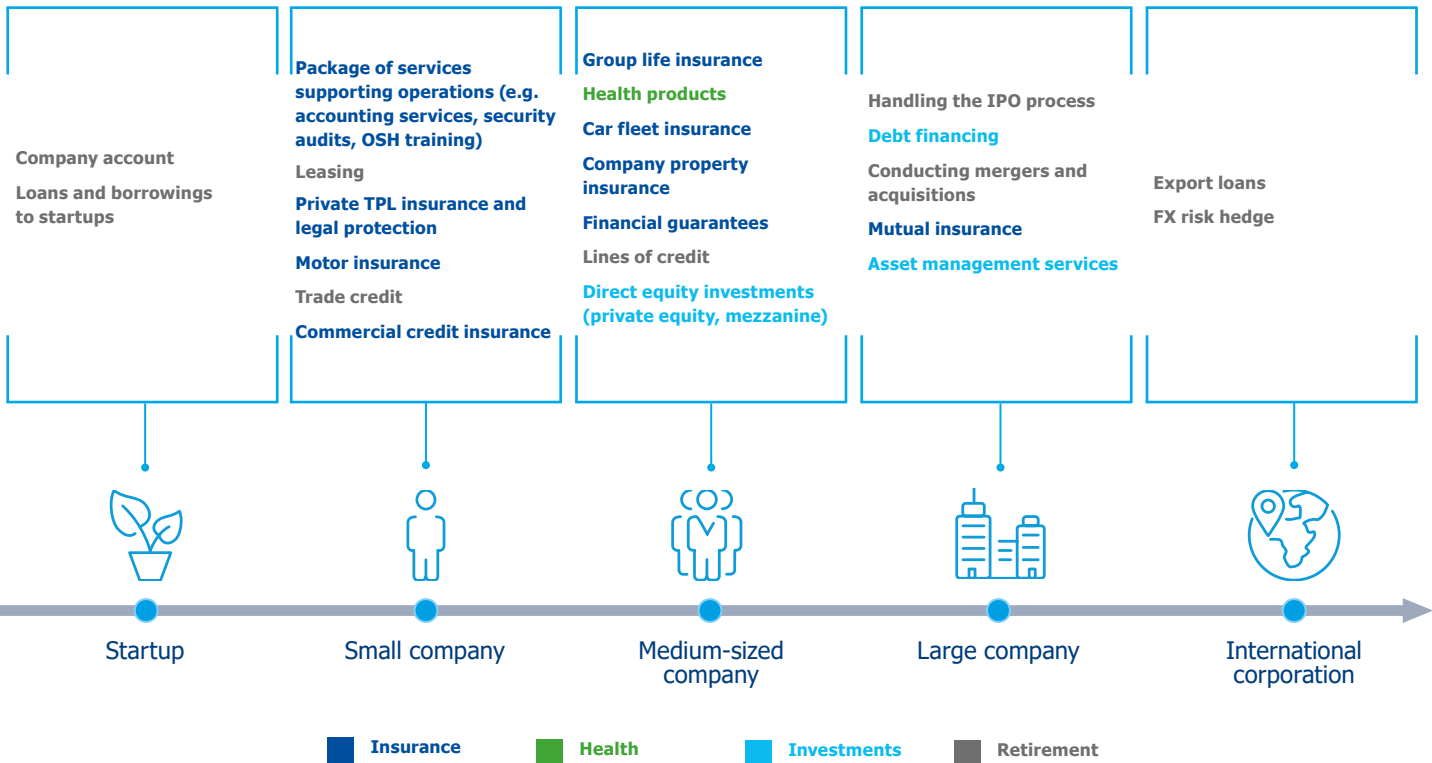 Company account
Loans and borrowings
to startups
Package of services
supporting operations (e.g.
accounting services, security
audits, OSH training)
Leasing
Private TPL insurance and
legal protection
Motor insurance
Trade credit
Commercial credit insurance
Group life insurance
Health products
Car fleet insurance
Company property
insurance
Financial guarantees
Lines of credit
Direct equity investments
(private equity, mezzanine)
Handling the IPO process
Debt financing
Conducting mergers and
acquisitions
Mutual insurance
Asset management services
Export loans
FX risk hedge
Startup
Small company
Medium-sized
company
Large company
International
corporation
Insurance
Health
Investments
Retirement